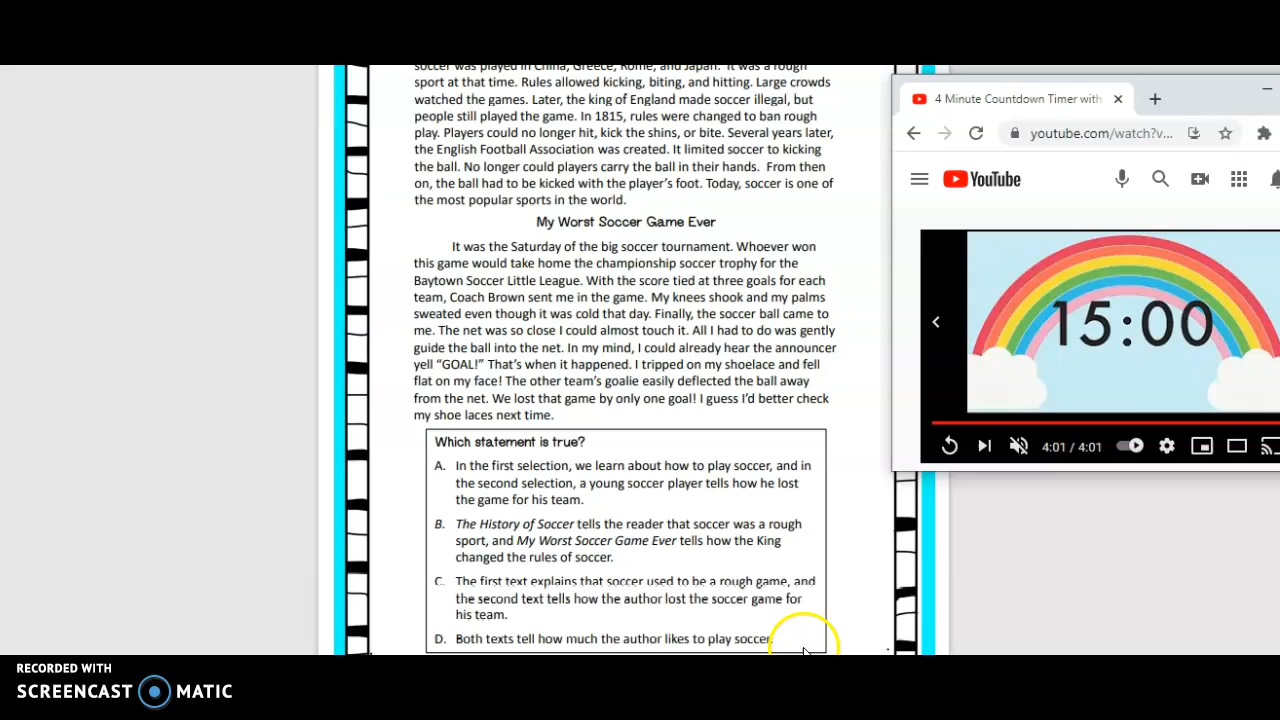 soccer was played in China, Greece, Rome, and Japan. It was a rough
sport at that time. Rules allowed kicking, biting, and hitting. Large crowds
watched the games. Later, the king of England made soccer illegal, but
people still played the game. In 1815, rules were changed to ban rough
play. Players could no longer hit, kick the shins, or bite. Several years later,
the English Football Association was created. It limited soccer to kicking
the ball. No longer could players carry the ball in their hands. From then
on, the ball had to be kicked with the player's foot. Today, soccer is one of
the most popular sports in the world.
My Worst Soccer Game Ever
It was the Saturday of the big soccer tournament. Whoever won
this game would take home the championship soccer trophy for the
Baytown Soccer Little League. With the score tied at three goals for each
team, Coach Brown sent me in the game. My knees shook and my palms
sweated even though it was cold that day. Finally, the soccer ball came to
me. The net was so close I could almost touch it. All I had to do was gently
guide the ball into the net. In my mind, I could already hear the announcer
yell "GOAL!" That's when it happened. I tripped on my shoelace and fell
flat on my face! The other team's goalie easily deflected the ball away
from the net. We lost that game by only one goal! I guess I'd better check
my shoe laces next time.
Which statement is true?
A. In the first selection, we learn about how to play soccer, and in
the second selection, a young soccer player tells how he lost
the game for his team.
B. The History of Soccer tells the reader that soccer was a rough
sport, and My Worst Soccer Game Ever tells how the King
changed the rules of soccer.
C. The first text explains that soccer used to be a rough game, and
the second text tells how the author lost the soccer game for
his team.
D. Both texts tell how much the author likes to play soccer.
4 Minute Countdown Timer with
youtube.com/watch?v...
YouTube
15:00
4:01 / 4:01
RECORDED WITH
SCREENCAST MATIC